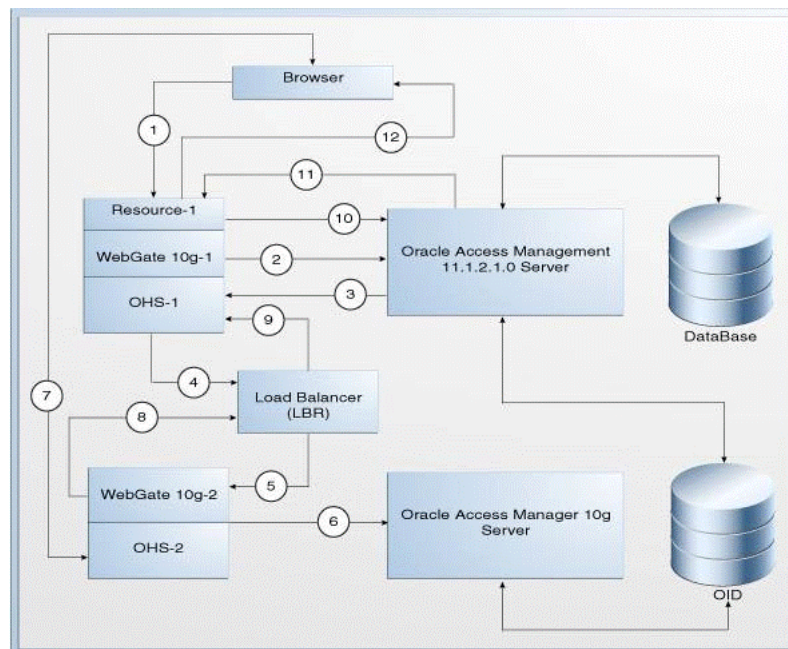 Browser
1
12
11
Resource-1
10
WebGate 10g-1
2
Oracle Access Management
11.1.2.1.0 Server
OHS-1
3
9
DataBase
4
7
Load Balancer
(LBR)
8
5
WebGate 10g-2
6
Oracle Access Manager 10g
Server
OHS-2
OID